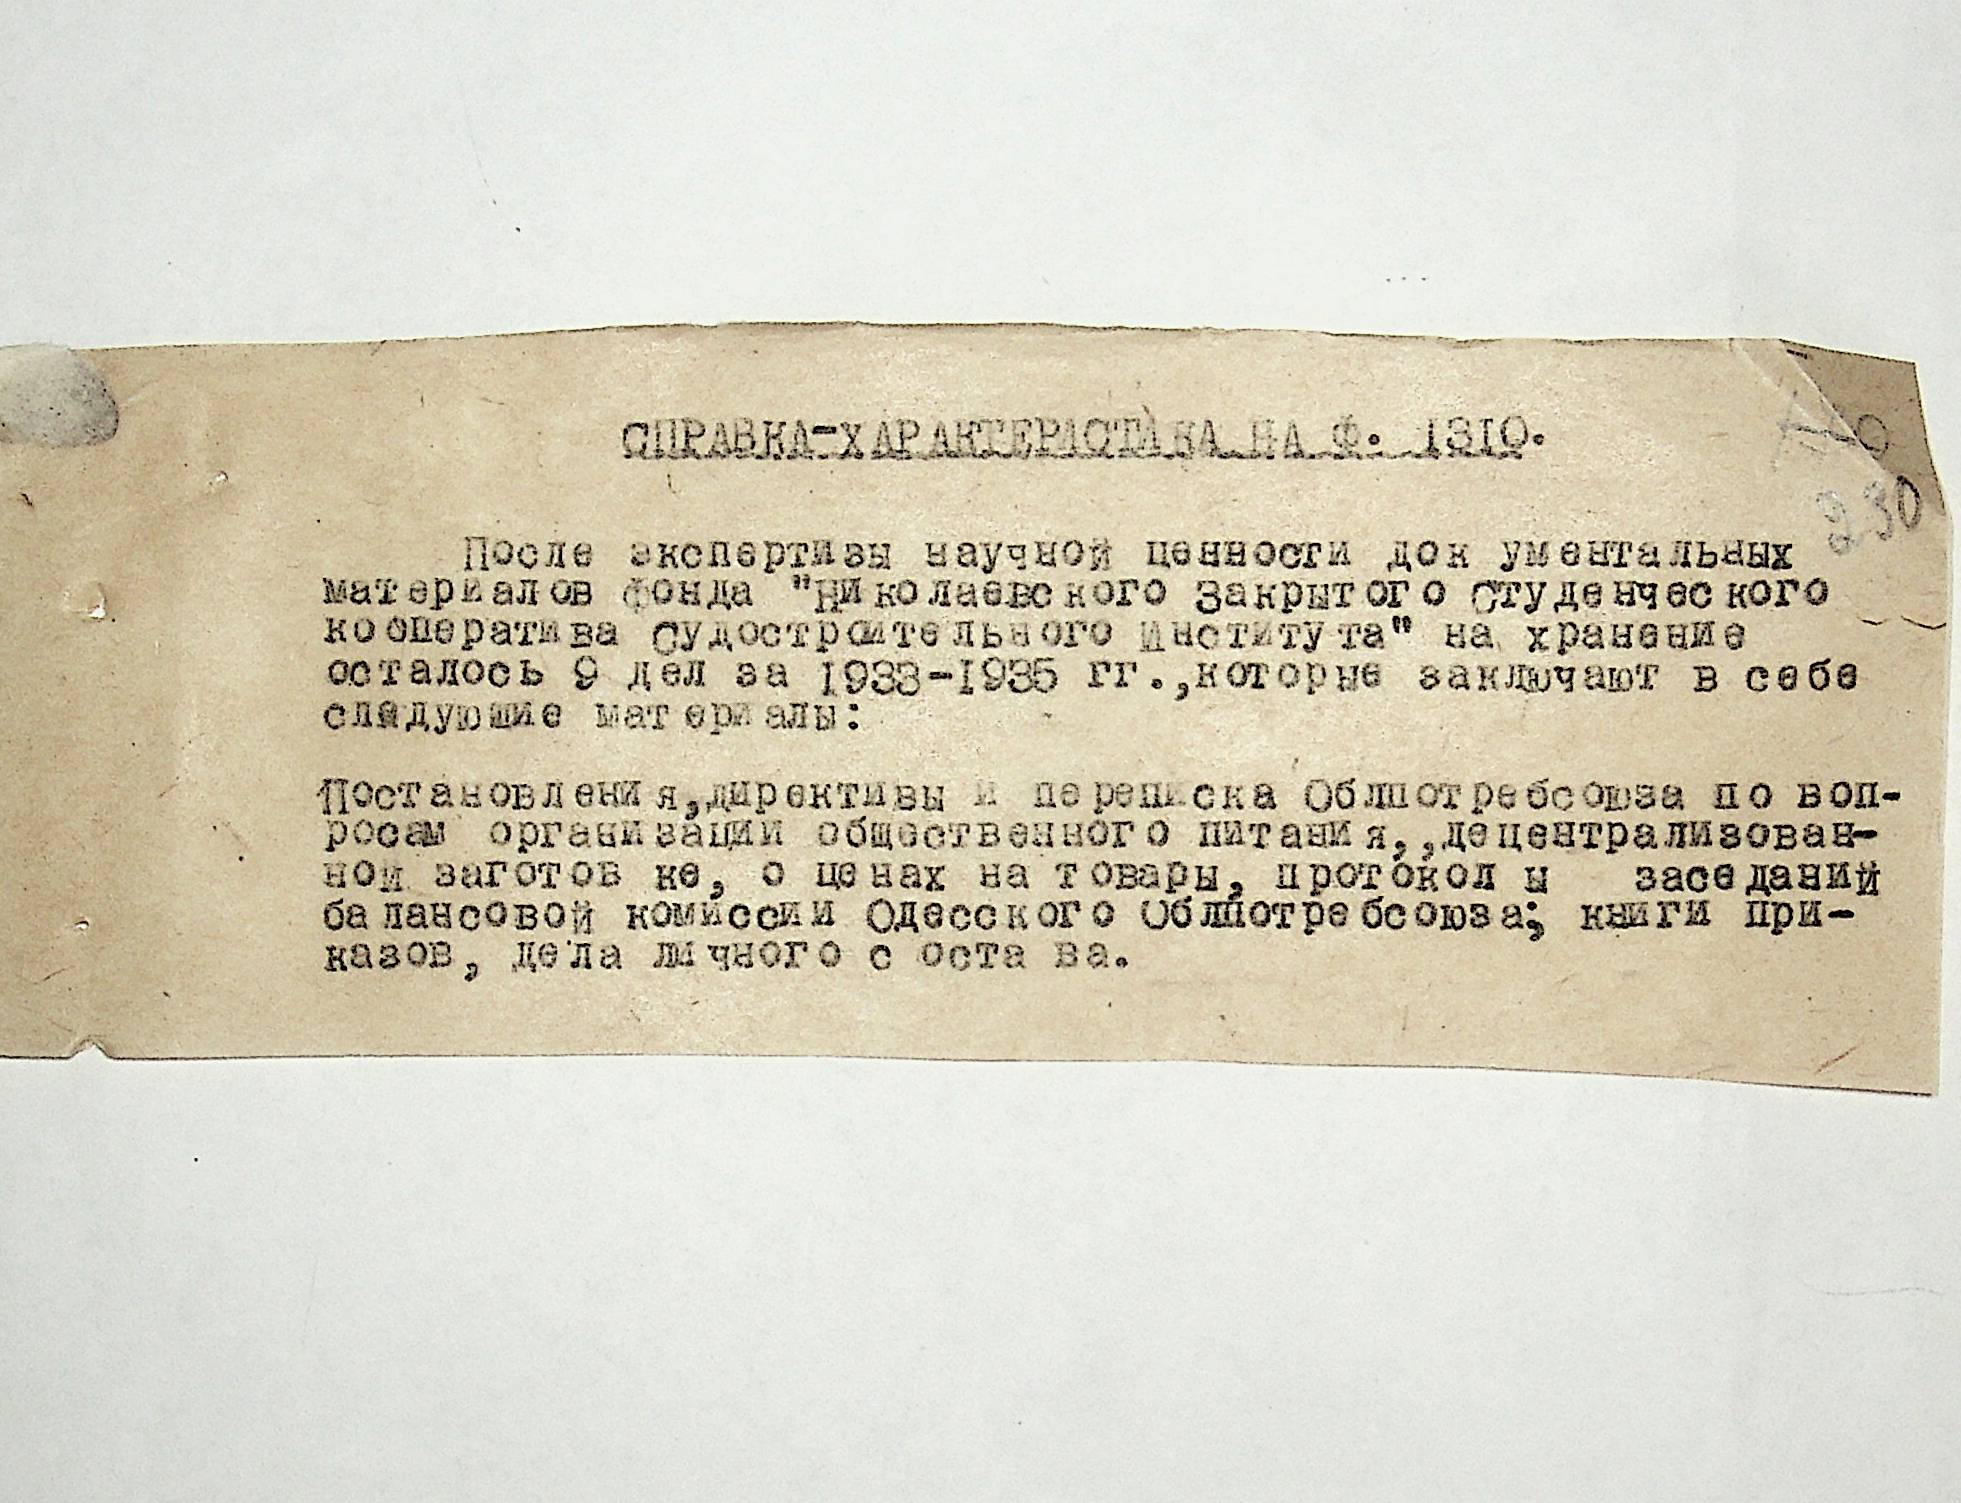 СПРАВКА-ХАРАКТЕРИСТИКА НА Ф. 1310.
230
После экспертизы научной ценности документальных
материалов фонда "Николаевского Закрытого Студенческого
кооператива Судостроительного Института" на хранение
осталось 9 дел за 1933-1935 гг.,которые заключают в себе
следующие материалы:
Постановления,директивы и переписка Облпотребсоюза по воп-
росам организации общественного питания,,децентрализован-
ной заготовке, о ценах на товары, протоколы заседаний
балансовой комиссии Одесского Облпотребсоюза; книги при-
казов, дела личного состава.